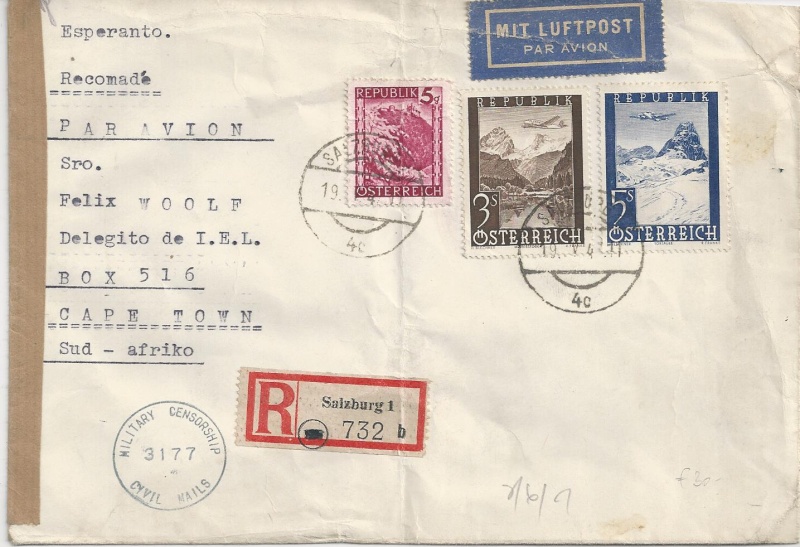 Esperanto.
Recomadé
PAR AVION
Sro.
Felix WOOLF
Delegito de I.E.L.
BOX 516
CAPE TOWN
Sud - afriko
MIT LUFTPOST
PAR AVION
REPUBLIK 5
ÖSTERREICH
REPUBLIK
3S
ÖSTERREICH
REPUBLIK
5S
ÖSTERREICH
4c
4c
R
Salzburg 1
732 b
MILITARY CENSORSHIP
3177
CIVIL MAILS